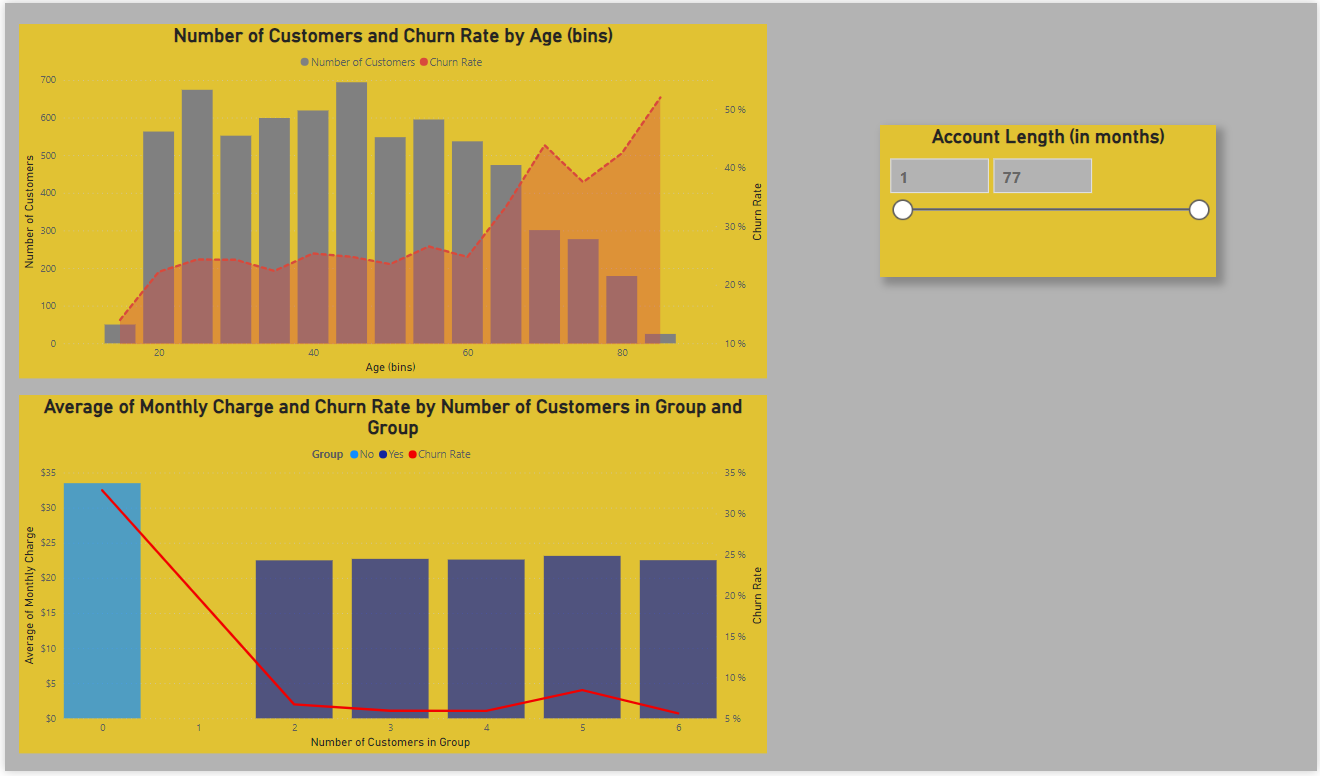 Number of Customers and Churn Rate by Age (bins)
Number of Customers Churn Rate
700
600
500
400
300
200
100
0
Number of Customers
50 %
40 %
30 %
20 %
10 %
Churn Rate
20 40 60 80
Age (bins)
Account Length (in months)
1 77
Average of Monthly Charge and Churn Rate by Number of Customers in Group and
Group
Group No Yes Churn Rate
$35
$30
$25
$20
$15
$10
$5
$0
Average of Monthly Charge
35 %
30 %
25 %
20 %
15 %
10 %
5 %
Churn Rate
0 1 2 3 4 5 6
Number of Customers in Group